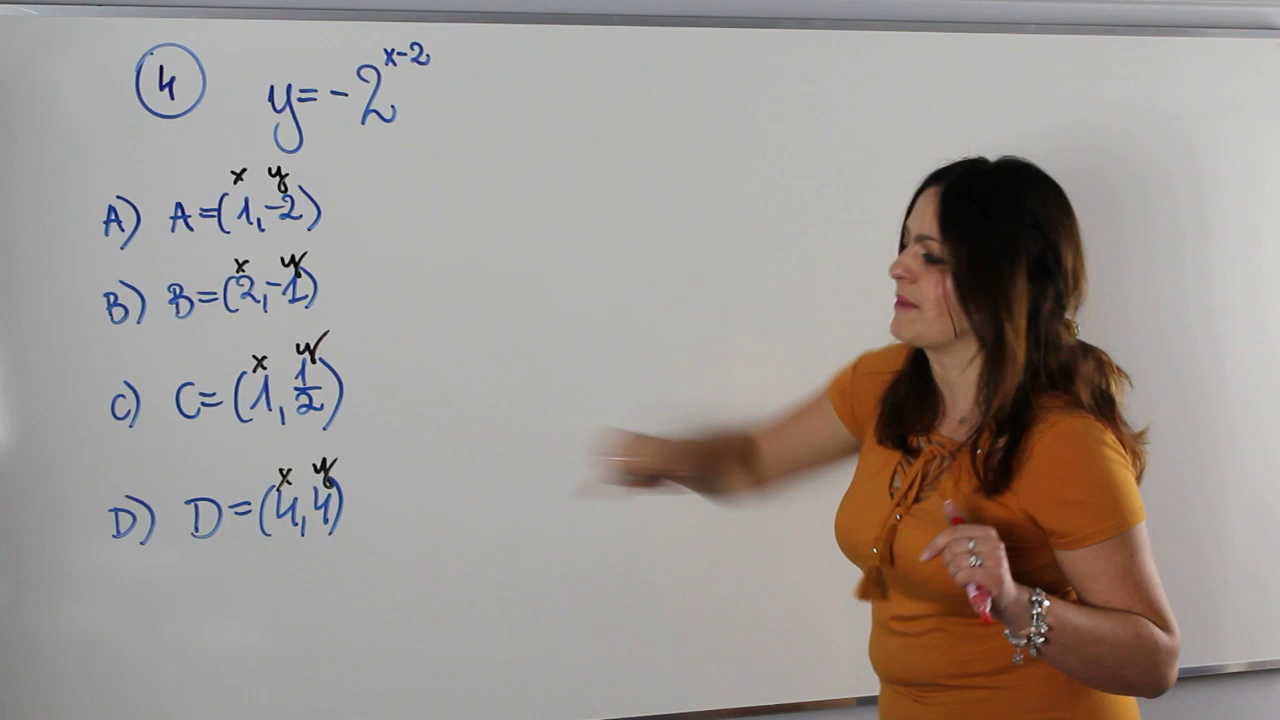 4 y = -2^{x-2}
x y
A) A=(1,-2)
x y
B) B=(2,-1)
x y
C) C=(1, 1/2)
x y
D) D=(4,4)